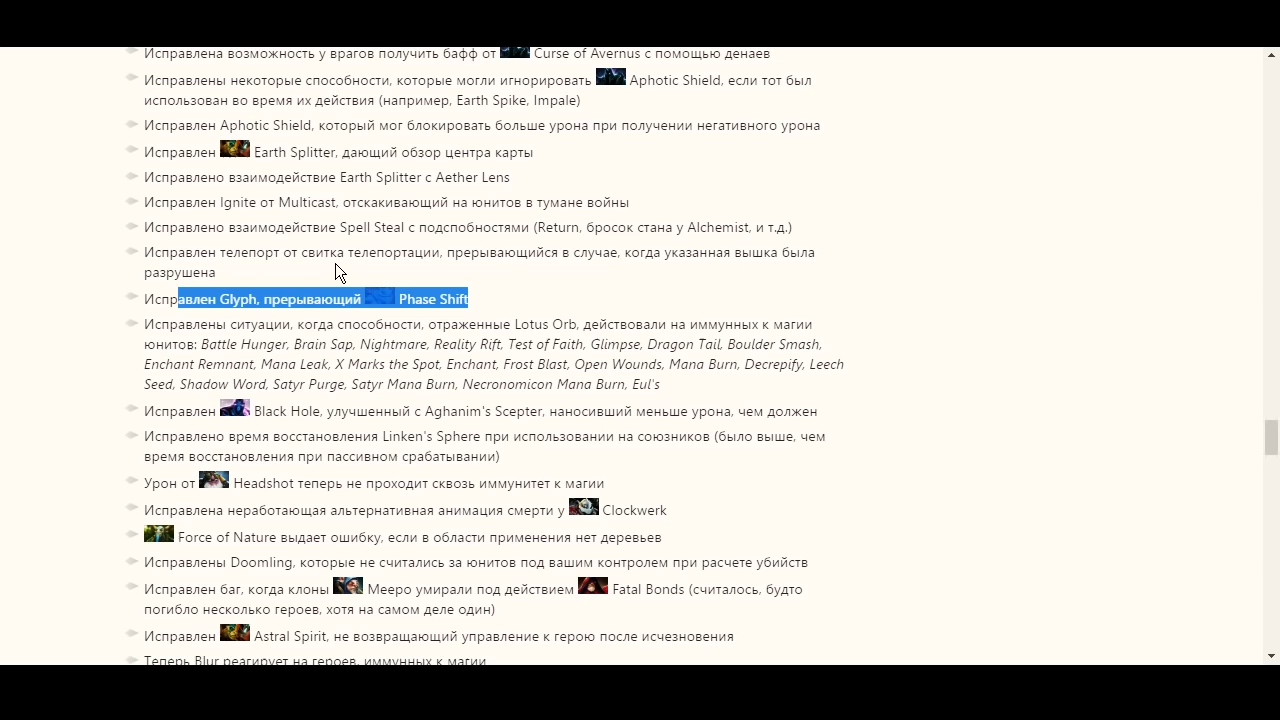 Исправлена возможность у врагов получить бафф от Curse of Avernus с помощью денаев
Исправлены некоторые способности, которые могли игнорировать Aphotic Shield, если тот был
использован во время их действия (например, Earth Spike, Impale)
Исправлен Aphotic Shield, который мог блокировать больше урона при получении негативного урона
Исправлен Earth Splitter, дающий обзор центра карты
Исправлено взаимодействие Earth Splitter с Aether Lens
Исправлен Ignite от Multicast, отскакивающий на юнитов в тумане войны
Исправлено взаимодействие Spell Steal с подспобностями (Return, бросок стана у Alchemist, и т.д.)
Исправлен телепорт от свитка телепортации, прерывающийся в случае, когда указанная вышка была
разрушена
Исправлен Glyph, прерывающий Phase Shift
Исправлены ситуации, когда способности, отраженные Lotus Orb, действовали на иммунных к магии
юнитов: Battle Hunger, Brain Sap, Nightmare, Reality Rift, Test of Faith, Glimpse, Dragon Tail, Boulder Smash,
Enchant Remnant, Mana Leak, X Marks the Spot, Enchant, Frost Blast, Open Wounds, Mana Burn, Decrepify, Leech
Seed, Shadow Word, Satyr Purge, Satyr Mana Burn, Necronomicon Mana Burn, Eul's
Исправлен Black Hole, улучшенный с Aghanim's Scepter, наносивший меньше урона, чем должен
Исправлено время восстановления Linken's Sphere при использовании на союзников (было выше, чем
время восстановления при пассивном срабатывании)
Урон от Headshot теперь не проходит сквозь иммунитет к магии
Исправлена неработающая альтернативная анимация смерти у Clockwerk
Force of Nature выдает ошибку, если в области применения нет деревьев
Исправлены Doomling, которые не считались за юнитов под вашим контролем при расчете убийств
Исправлен баг, когда клоны Мееро умирали под действием Fatal Bonds (считалось, будто
погибло несколько героев, хотя на самом деле один)
Исправлен Astral Spirit, не возвращающий управление к герою после исчезновения
Теперь Blur реагирует на героев, иммунных к магии